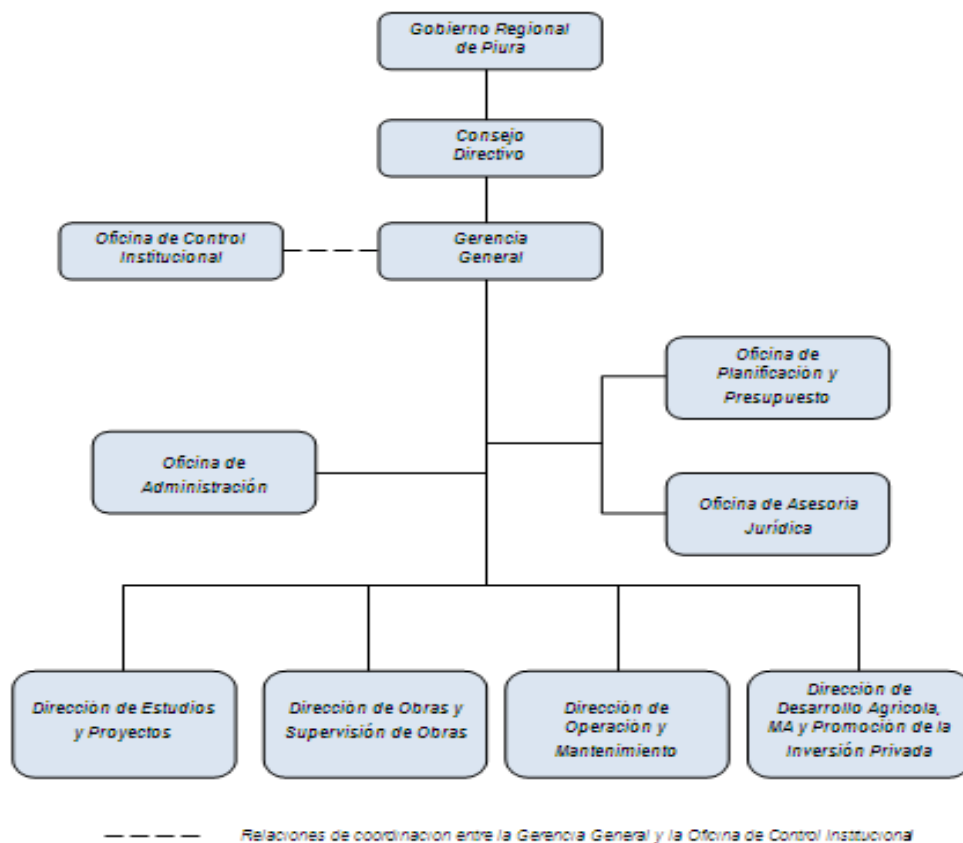 Gobierno Regional
de Piura
Consejo
Directivo
Oficina de Control
Institucional
Gerencia
General
Oficina de
Planificación y
Presupuesto
Oficina de
Administración
Oficina de Asesoria
Jurídica
Dirección de Estudios
y Proyectos
Dirección de Obras y
Supervisión de Obras
Dirección de
Operación y
Mantenimiento
Dirección de
Desarrollo Agrícola,
MA y Promoción de la
Inversión Privada
Relaciones de coordinacion entre la Gerencia General y la Oficina de Control Institucional